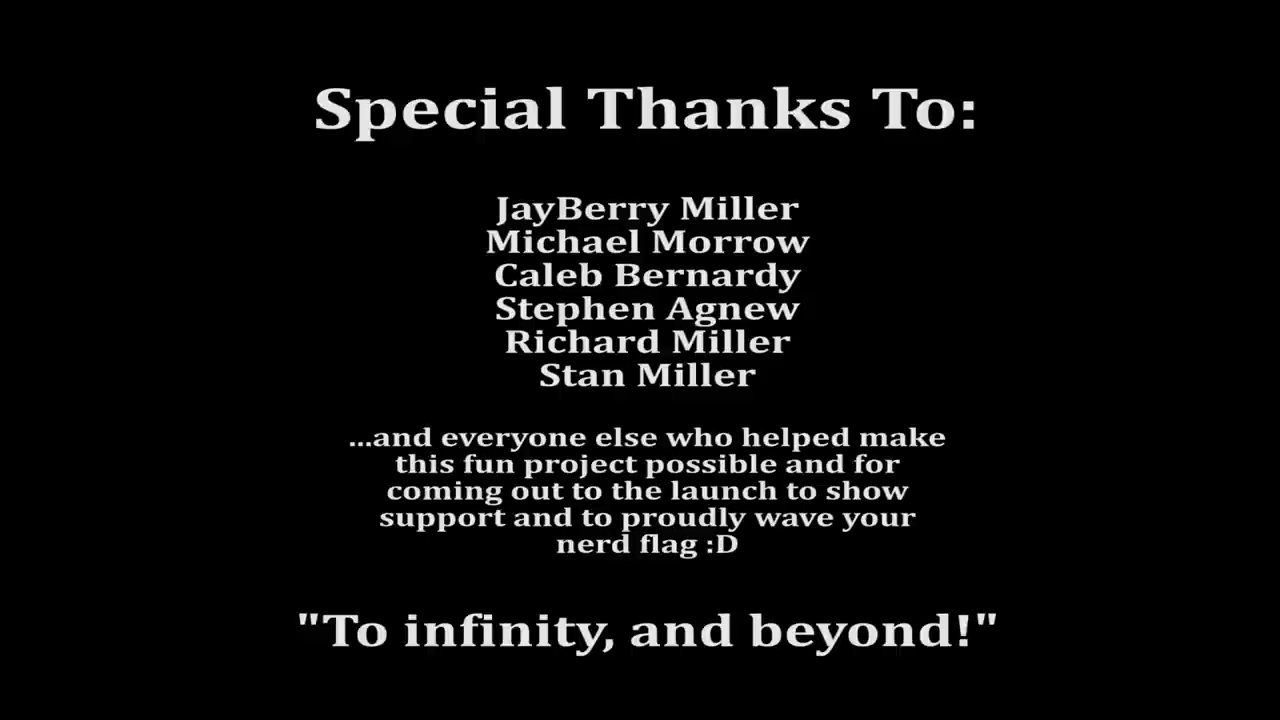 Special Thanks To:
JayBerry Miller
Michael Morrow
Caleb Bernardy
Stephen Agnew
Richard Miller
Stan Miller
...and everyone else who helped make
this fun project possible and for
coming out to the launch to show
support and to proudly wave your
nerd flag :D
"To infinity, and beyond!"